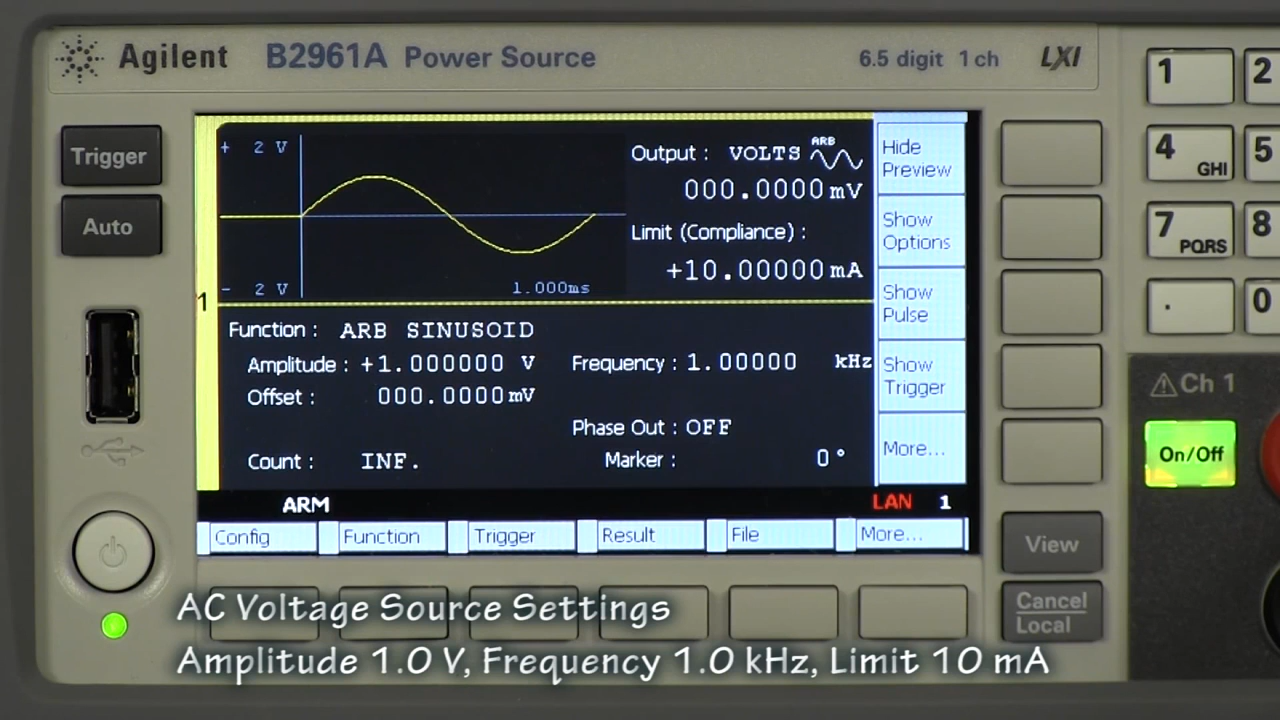 Agilent B2961A Power Source 6.5 digit 1 ch LXI
1 2
Trigger
4 GHI 5
Auto
7 PQRS 8
. 0
+ 2 V
- 2 V
1.000ms
Output : VOLTS ARB
000.0000 mV
Limit (Compliance) :
+10.00000 mA
Hide
Preview
Show
Options
Show
Pulse
Show
Trigger
More...
1
Function : ARB SINUSOID
Amplitude : +1.000000 V Frequency : 1.00000 kHz
Offset : 000.0000 mV
Phase Out : OFF
Count : INF. Marker : 0°
ARM LAN 1
Config Function Trigger Result File More...
⚠ Ch 1
On/Off
View
Cancel
Local
AC Voltage Source Settings
Amplitude 1.0 V, Frequency 1.0 kHz, Limit 10 mA